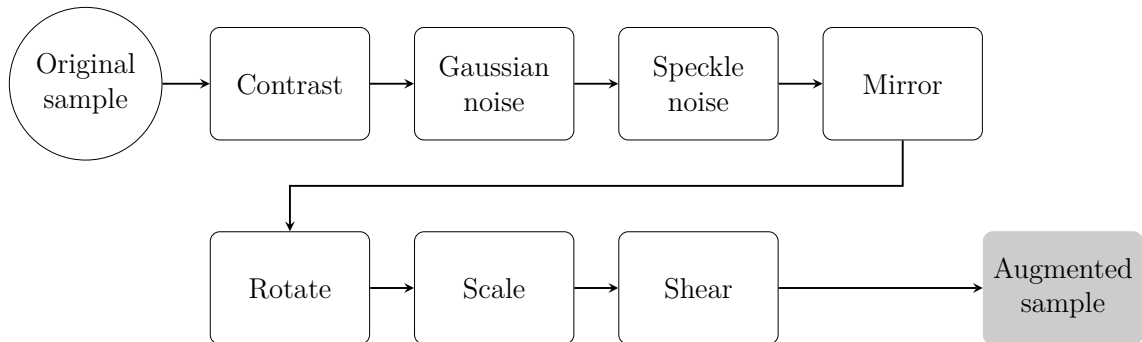 Original
sample
Contrast
Gaussian
noise
Speckle
noise
Mirror
Rotate
Scale
Shear
Augmented
sample